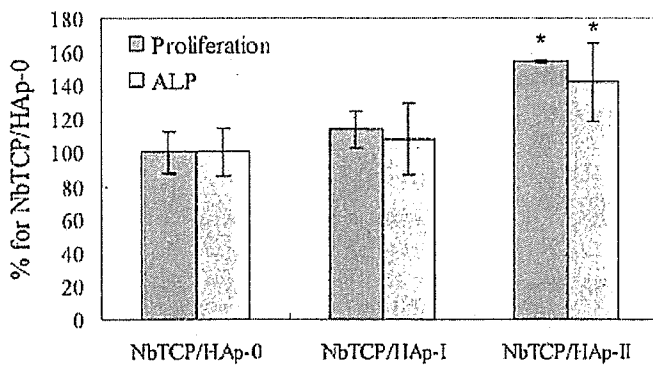 180
160
140
120
100
80
60
40
20
0
% for NbTCP/HAp-0
Proliferation
ALP
*
*
NbTCP/HAp-0
NbTCP/HAp-I
NbTCP/HAp-II